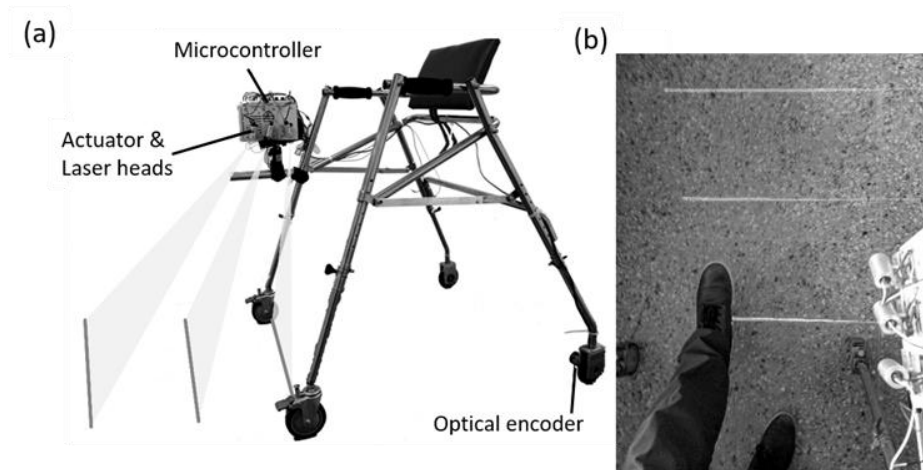 (a)
Microcontroller
Actuator &
Laser heads
Optical encoder
(b)